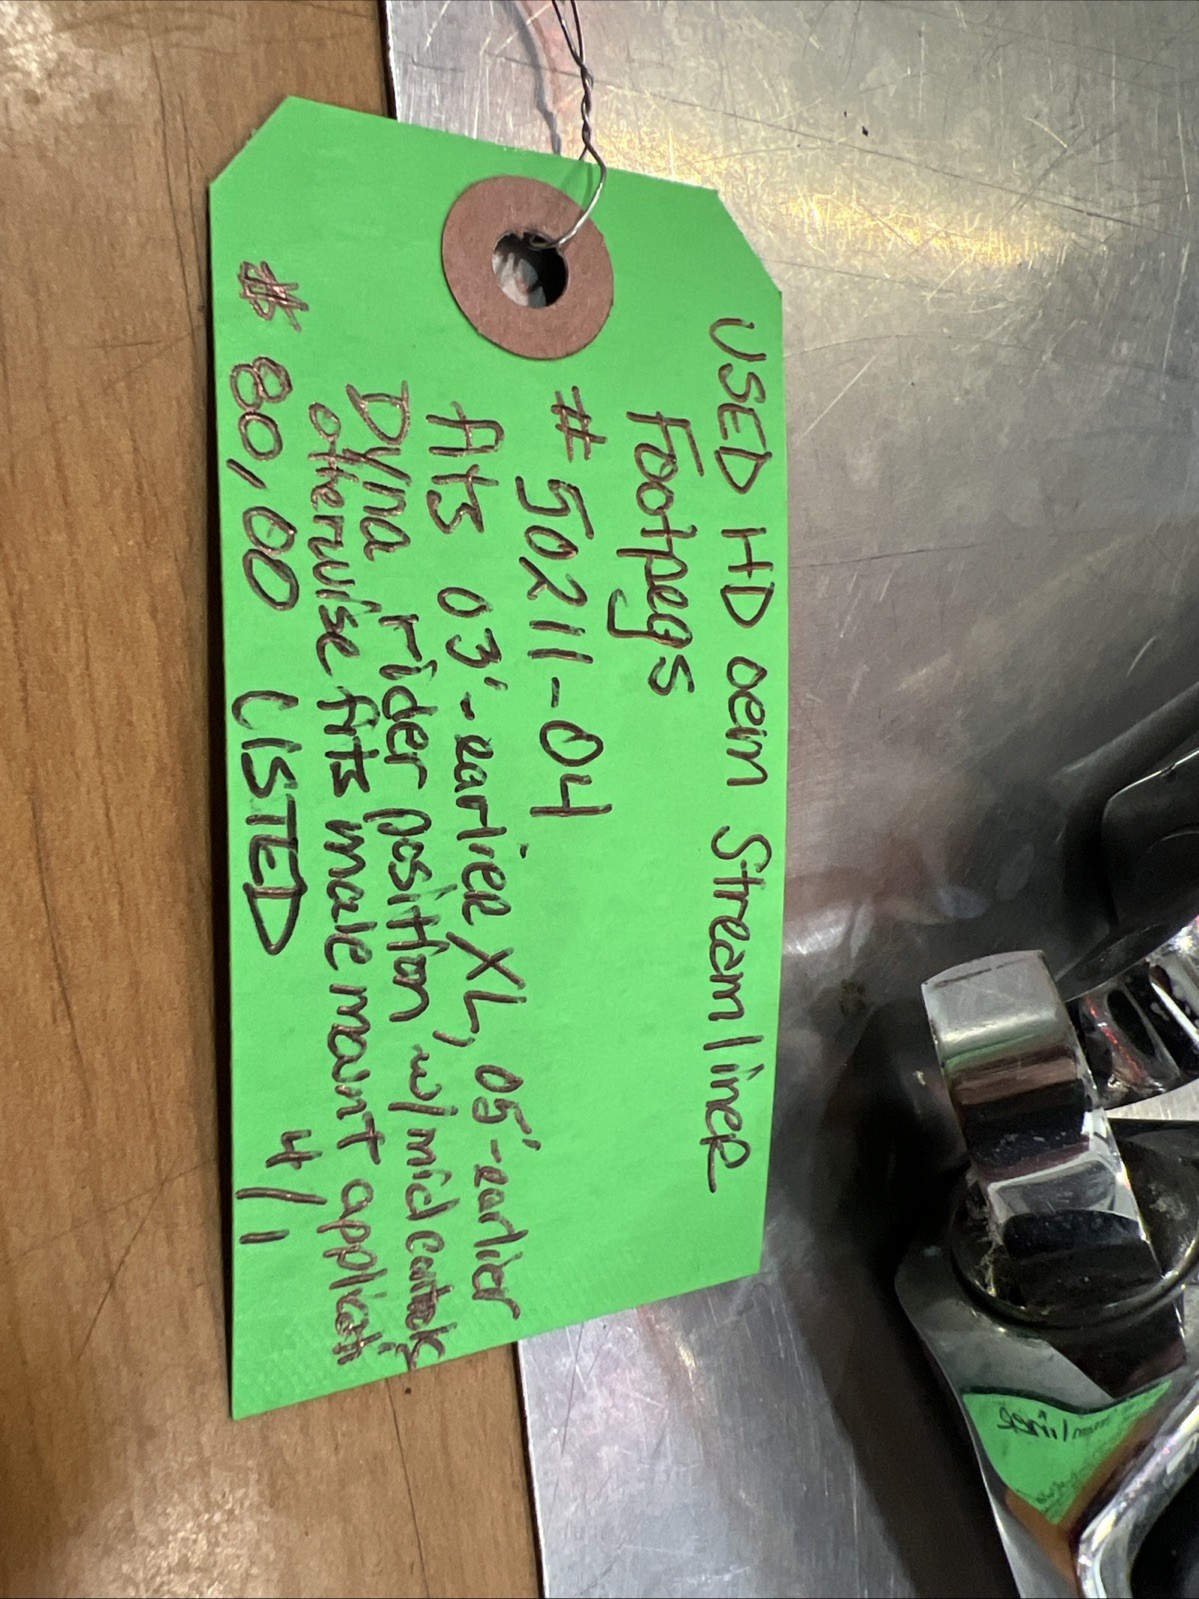 USED HD oem Streamliner
Footpegs
# 50211-04
fits 03'-earlier XL, 05'-earlier
Dyna rider position w/mid controls
otherwise fits male mount application
# 80,00 LISTED 4/1